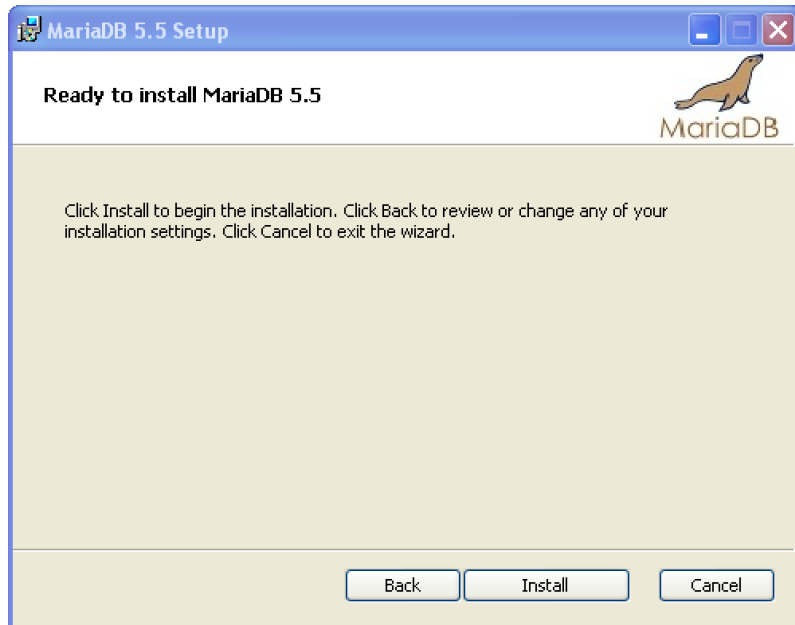 MariaDB 5.5 Setup
Ready to install MariaDB 5.5
MariaDB
Click Install to begin the installation. Click Back to review or change any of your
installation settings. Click Cancel to exit the wizard.
Back Install Cancel